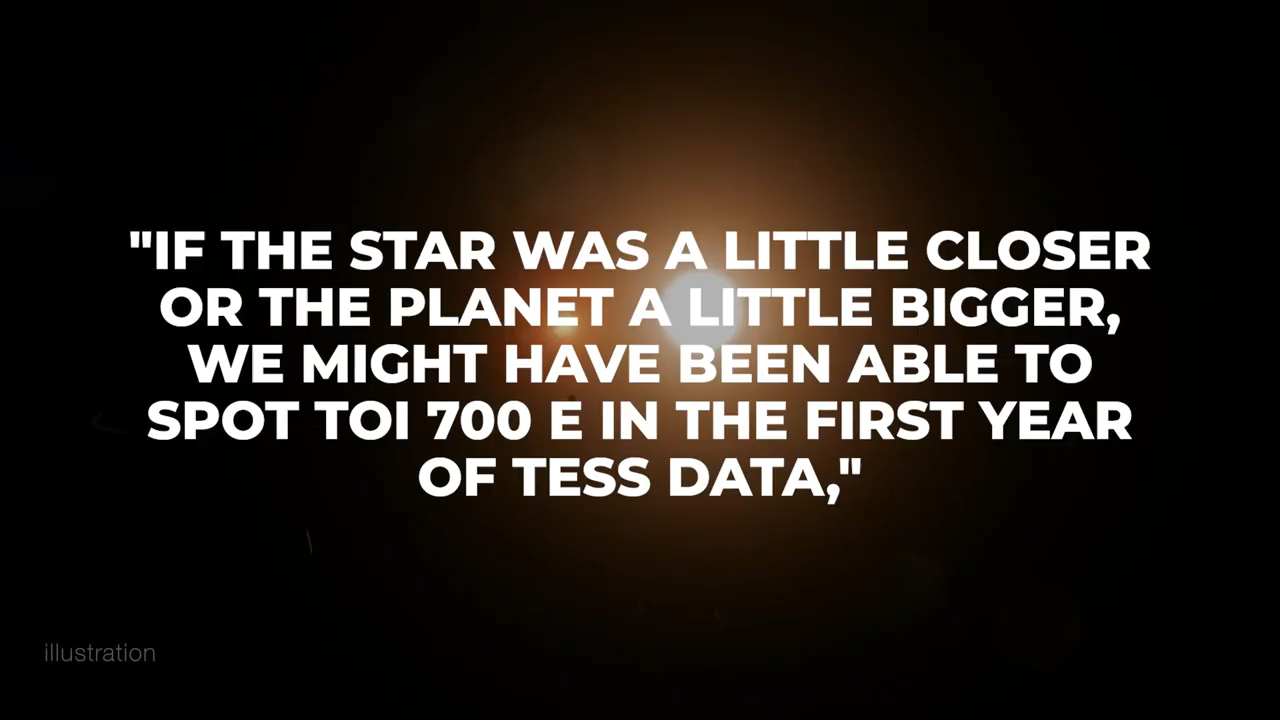 "IF THE STAR WAS A LITTLE CLOSER
OR THE PLANET A LITTLE BIGGER,
WE MIGHT HAVE BEEN ABLE TO
SPOT TOI 700 E IN THE FIRST YEAR
OF TESS DATA,"
illustration